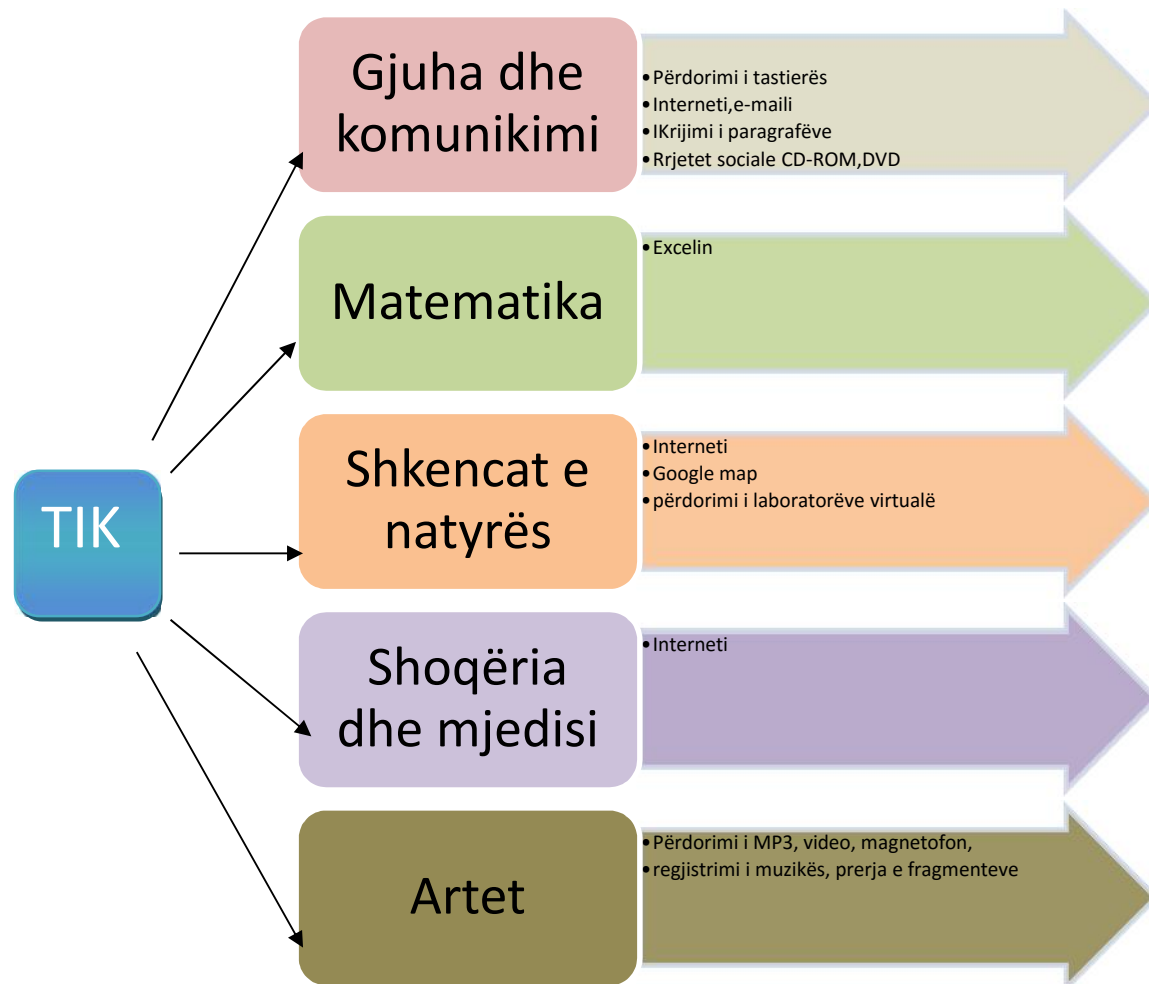 Gjuha dhe
komunikimi
•Përdorimi i tastierës
•Interneti,e-maili
•IKrijimi i paragrafëve
•Rrjetet sociale CD-ROM,DVD
Matematika
•Excelin
TIK
Shkencat e
natyrës
•Interneti
•Google map
•përdorimi i laboratorëve virtualë
Shoqëria
dhe mjedisi
•Interneti
Artet
•Përdorimi i MP3, video, magnetofon,
•regjistrimi i muzikës, prerja e fragmenteve